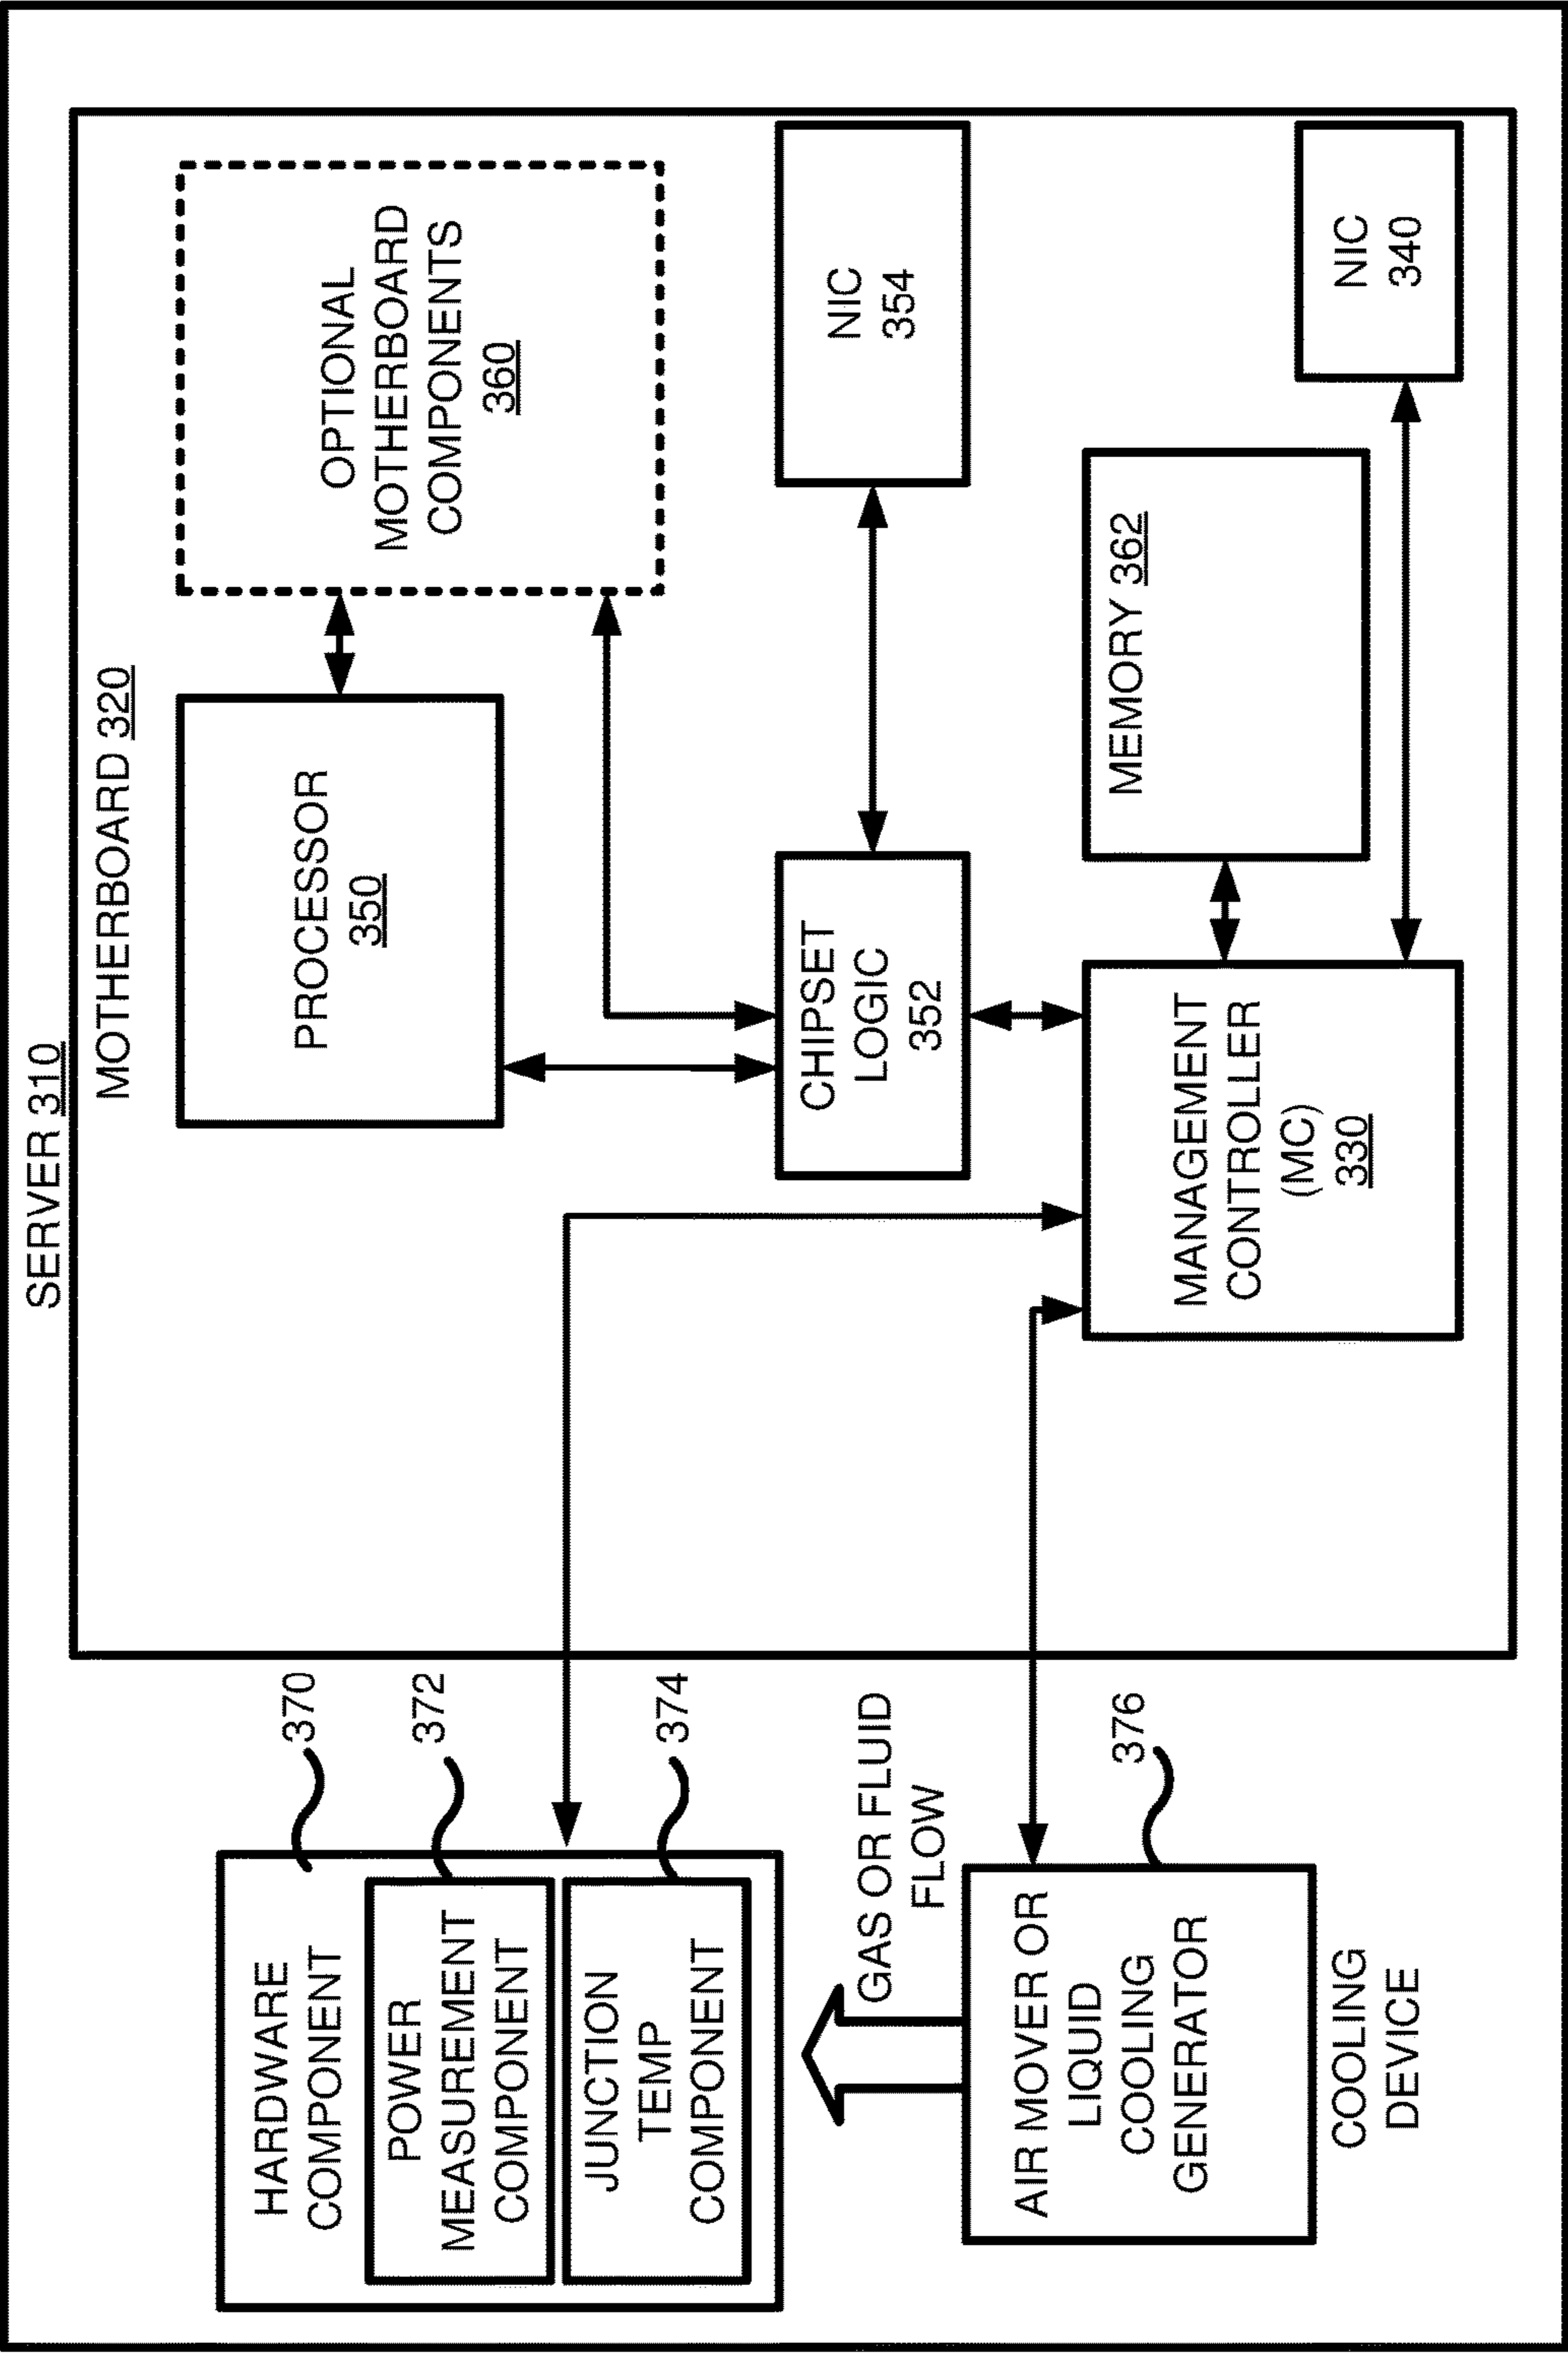 SERVER 310
MOTHERBOARD 320
HARDWARE
COMPONENT
370
POWER
MEASUREMENT
COMPONENT
372
JUNCTION
TEMP
COMPONENT
374
GAS OR FLUID
FLOW
AIR MOVER OR
LIQUID
COOLING
GENERATOR
376
COOLING
DEVICE
PROCESSOR
350
OPTIONAL
MOTHERBOARD
COMPONENTS
360
CHIPSET
LOGIC
352
NIC
354
MANAGEMENT
CONTROLLER
(MC)
330
MEMORY 362
NIC
340